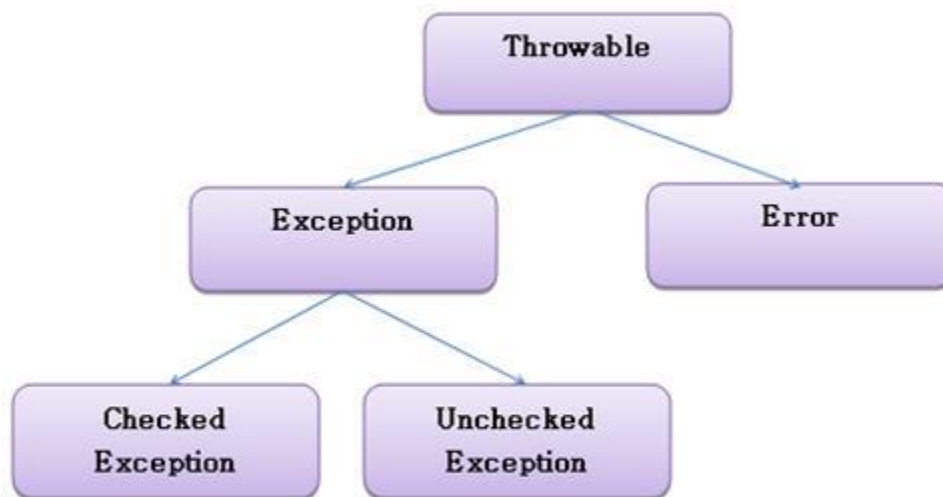 Throwable
Exception
Error
Checked
Exception
Unchecked
Exception